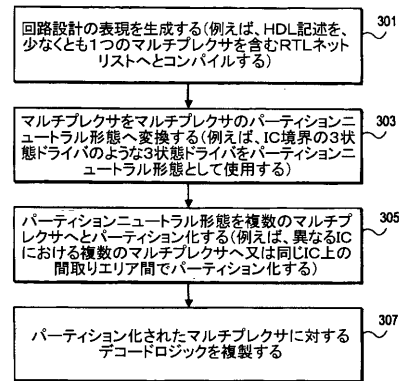 回路設計の表現を生成する(例えば、HDL記述を、
少なくとも1つのマルチプレクサを含むRTLネット
リストへとコンパイルする)
301
マルチプレクサをマルチプレクサのパーティションニ
ュートラル形態へ変換する(例えば、IC境界の3状
態ドライバのような3状態ドライバをパーティションニ
ュートラル形態として使用する)
303
パーティションニュートラル形態を複数のマルチプ
レクサへとパーティション化する(例えば、異なるIC
における複数のマルチプレクサへ又は同じIC上の
間取りエリア間でパーティション化する)
305
パーティション化されたマルチプレクサに対する
デコードロジックを複製する
307